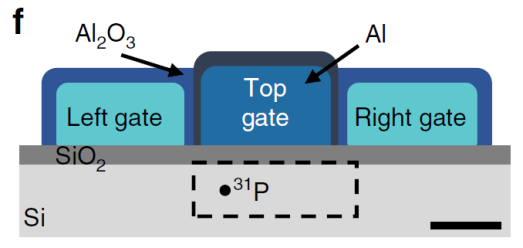 f
Al₂O₃
Al
Left gate
Top
gate
Right gate
SiO₂
³¹P
Si